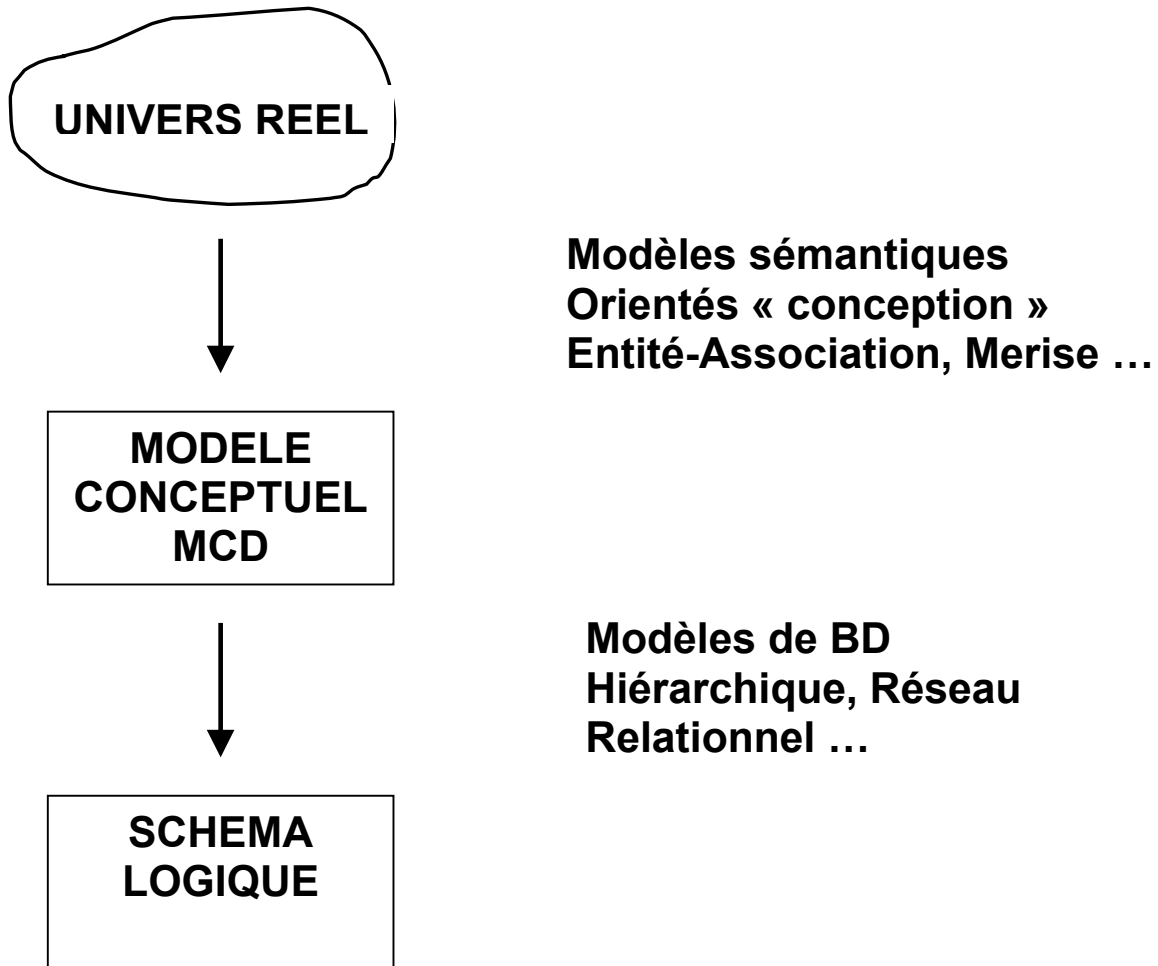 UNIVERS REEL
Modèles sémantiques
Orientés « conception »
Entité-Association, Merise …
MODELE
CONCEPTUEL
MCD
Modèles de BD
Hiérarchique, Réseau
Relationnel …
SCHEMA
LOGIQUE